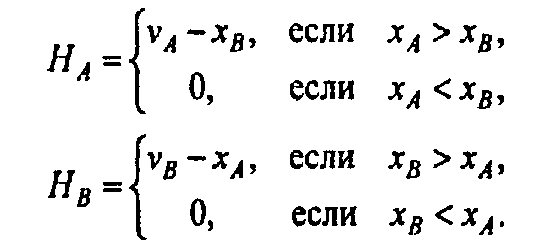 H_A = { v_A − x_B, если x_A > x_B,
0, если x_A < x_B,
H_B = { v_B − x_A, если x_B > x_A,
0, если x_B < x_A.